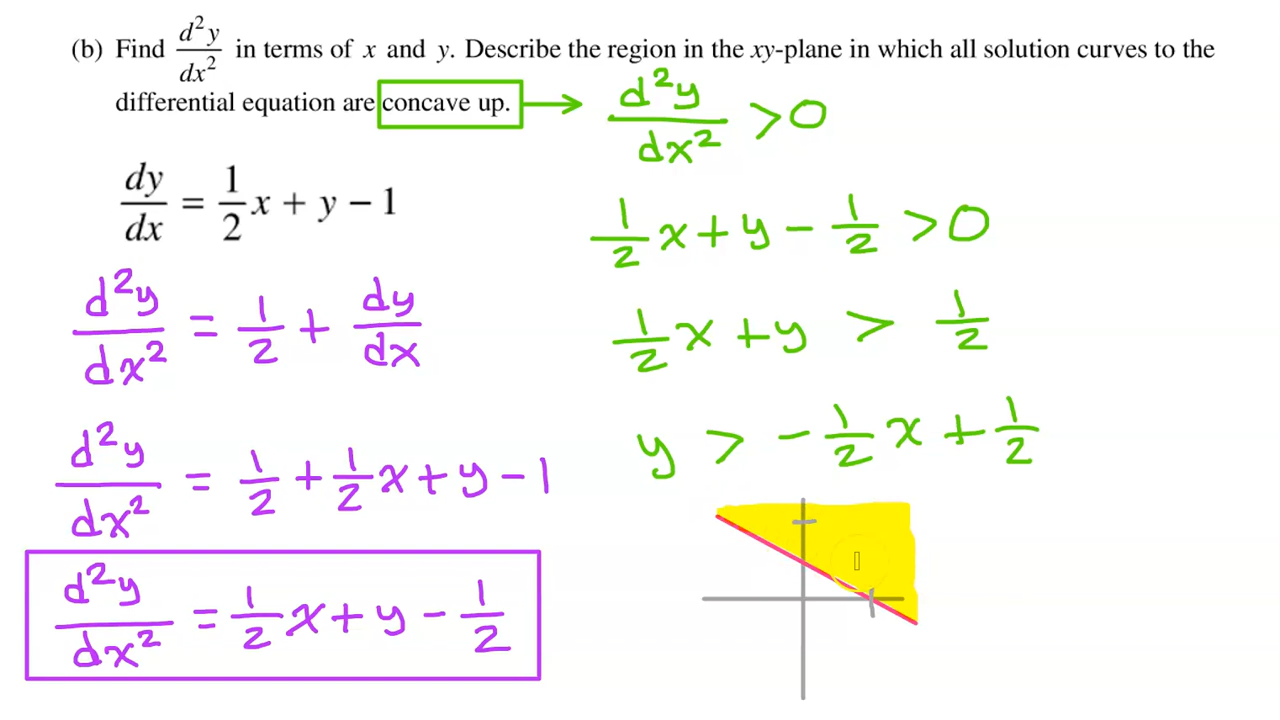 (b) Find d²y/dx² in terms of x and y. Describe the region in the xy-plane in which all solution curves to the
differential equation are concave up. → d²y/dx² > 0
dy/dx = 1/2 x + y − 1
d²y/dx² = 1/2 + dy/dx
d²y/dx² = 1/2 + 1/2 x + y − 1
d²y/dx² = 1/2 x + y − 1/2
1/2 x + y − 1/2 > 0
1/2 x + y > 1/2
y > −1/2 x + 1/2